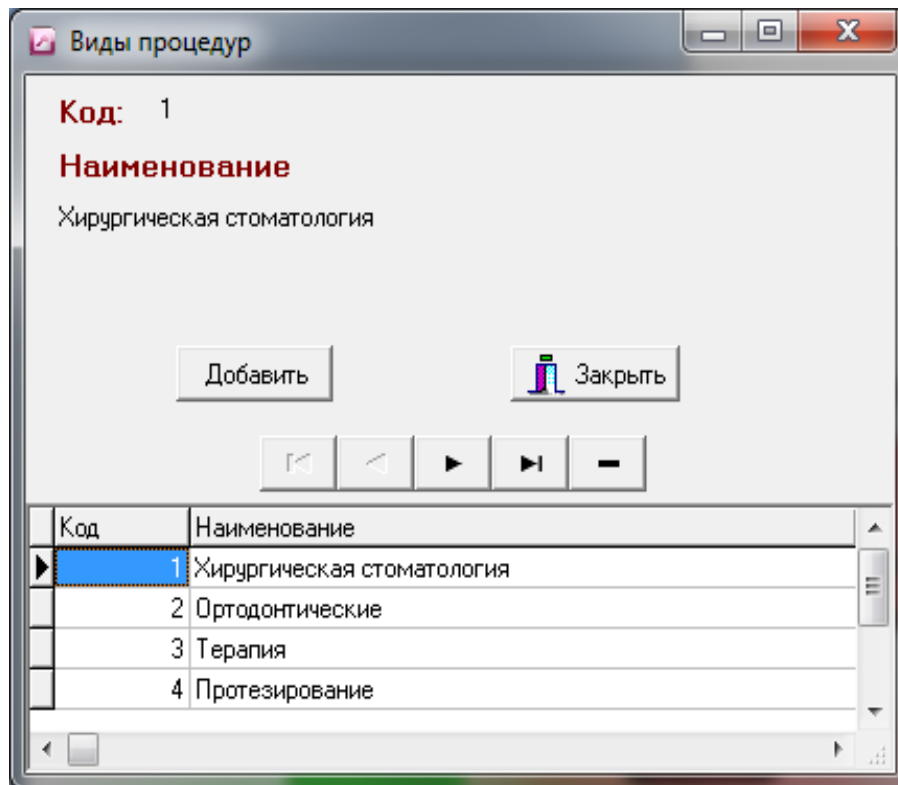 Виды процедур
Код: 1
Наименование
Хирургическая стоматология
Добавить Закрыть
Код Наименование
1 Хирургическая стоматология
2 Ортодонтические
3 Терапия
4 Протезирование